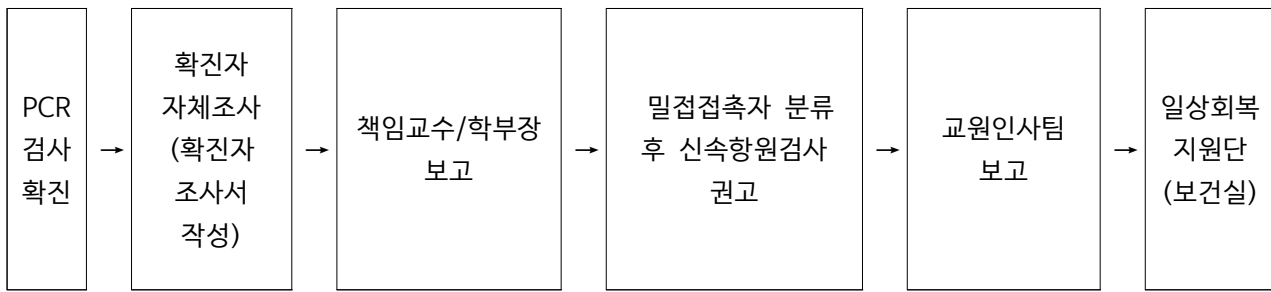 PCR
검사
확진
→
확진자
자체조사
(확진자
조사서
작성)
→
책임교수/학부장
보고
→
밀접접촉자 분류
후 신속항원검사
권고
→
교원인사팀
보고
→
일상회복
지원단
(보건실)